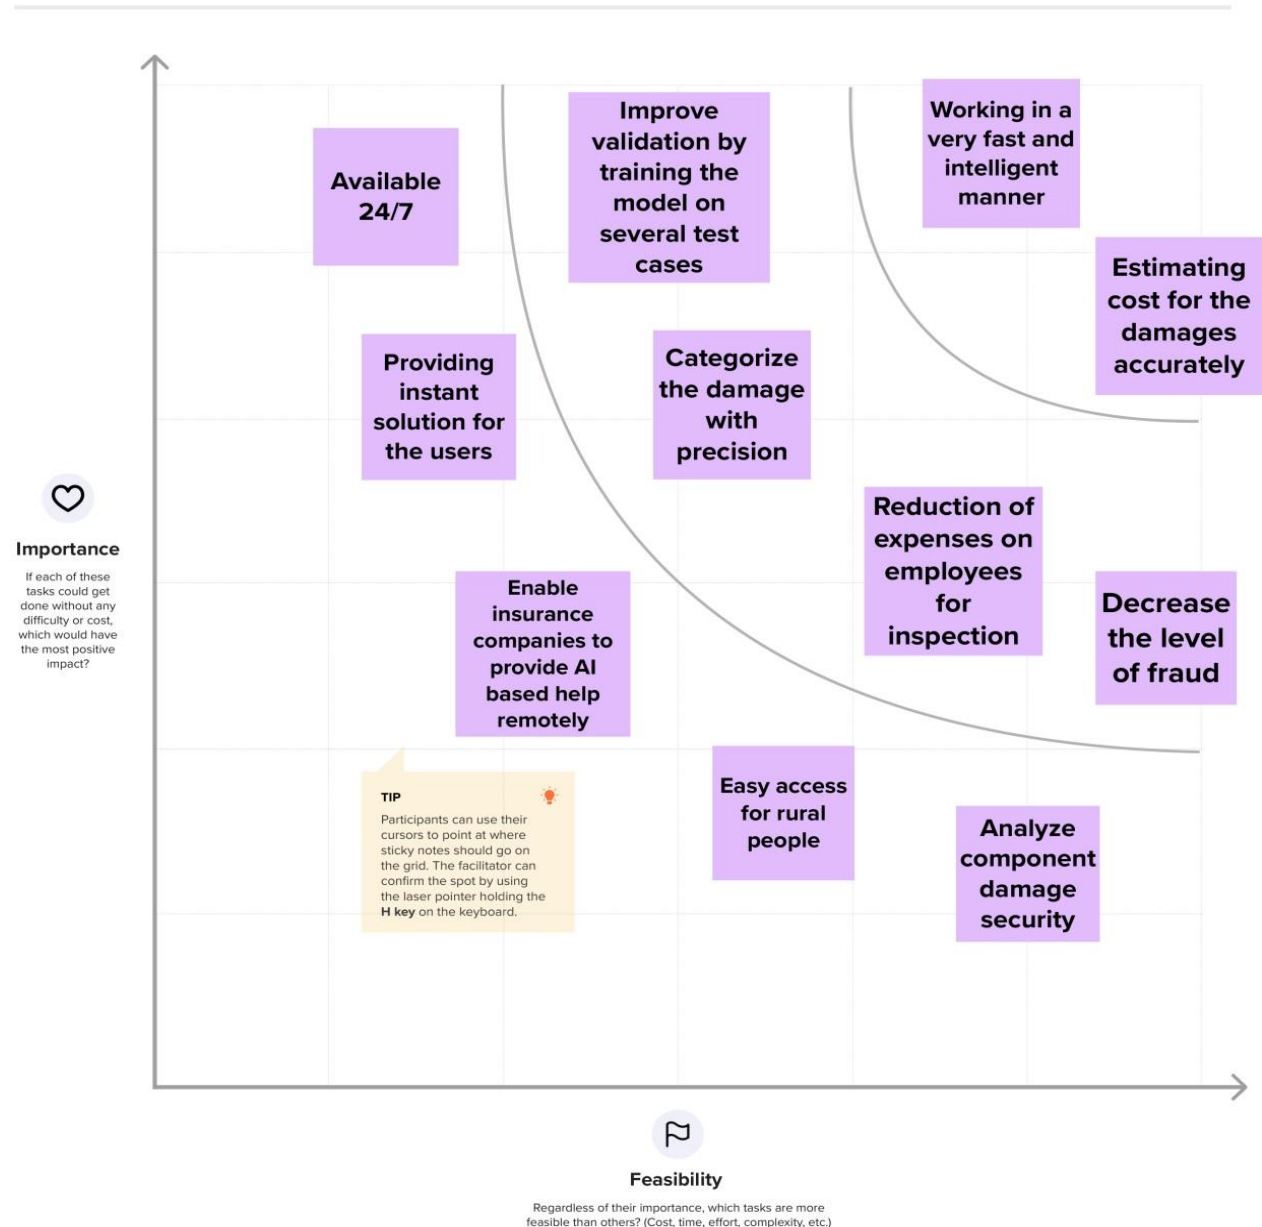 Available
24/7
Improve
validation by
training the
model on
several test
cases
Working in a
very fast and
intelligent
manner
Estimating
cost for the
damages
accurately
Providing
instant
solution for
the users
Categorize
the damage
with
precision
Reduction of
expenses on
employees
for
inspection
Decrease
the level
of fraud
Enable
insurance
companies to
provide AI
based help
remotely
Easy access
for rural
people
Analyze
component
damage
security
Importance
If each of these
tasks could get
done without any
difficulty or cost,
which would have
the most positive
impact?
TIP
Participants can use their
cursors to point at where
sticky notes should go on
the grid. The facilitator can
confirm the spot by using
the laser pointer holding the
H key on the keyboard.
Feasibility
Regardless of their importance, which tasks are more
feasible than others? (Cost, time, effort, complexity, etc.)